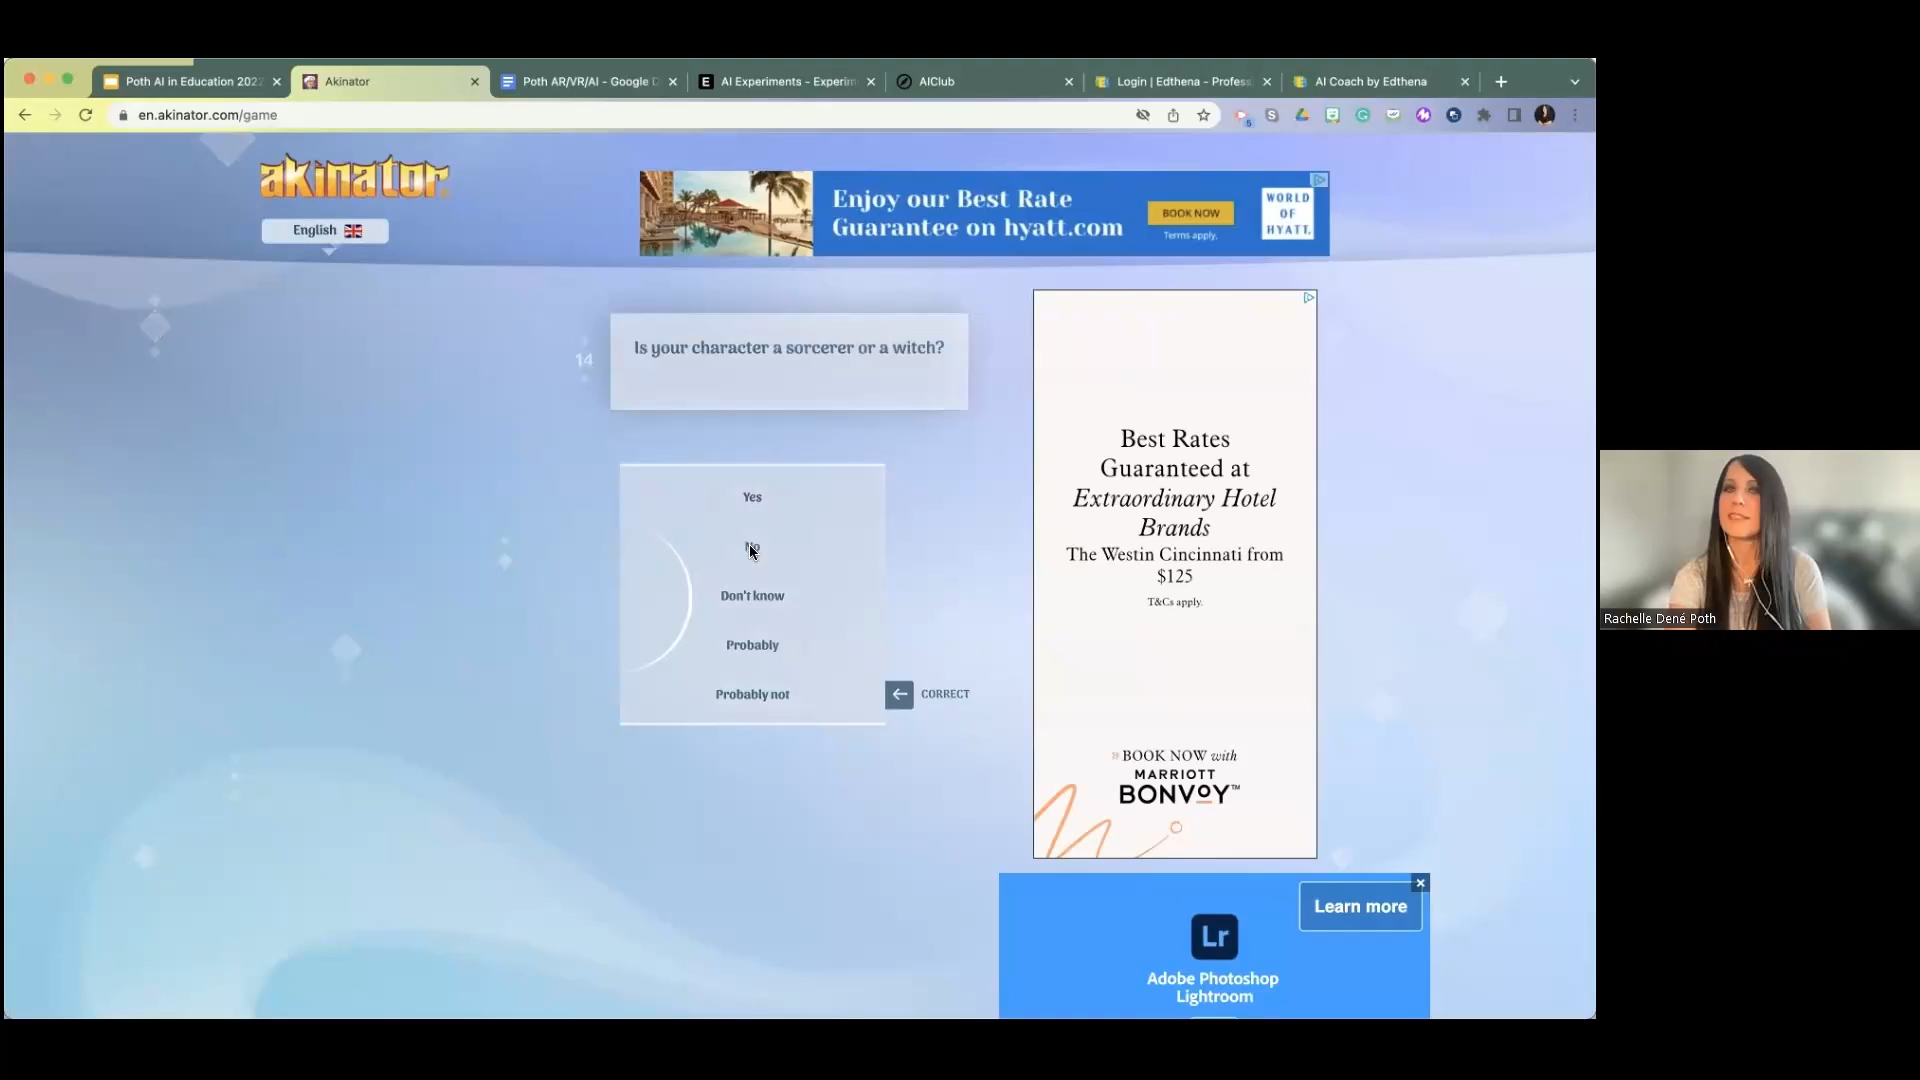 Poth AI in Education 2022
Akinator
Poth AR/VR/AI - Google D
AI Experiments - Experim
AIClub
Login | Edthena - Profess
AI Coach by Edthena
en.akinator.com/game
5
akinator
English
Enjoy our Best Rate
Guarantee on hyatt.com
BOOK NOW
Terms apply.
WORLD
OF
HYATT.
14
Is your character a sorcerer or a witch?
Yes
No
Don't know
Probably
Probably not
CORRECT
Best Rates
Guaranteed at
Extraordinary Hotel
Brands
The Westin Cincinnati from
$125
T&Cs apply.
BOOK NOW with
MARRIOTT
BONVOY™
Learn more
Lr
Adobe Photoshop
Lightroom
Rachelle Dené Poth